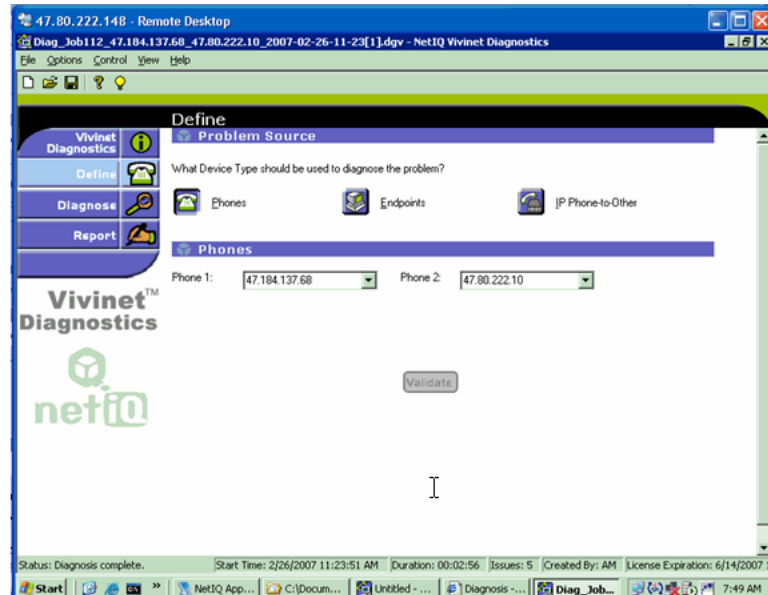 47.80.222.148 - Remote Desktop
Diag_Job112_47.184.137.68_47.80.222.10_2007-02-26-11-23[1].dgv - NetIQ Vivinet Diagnostics
File Options Control View Help
Define
Vivinet Diagnostics
Define
Diagnose
Report
Problem Source
What Device Type should be used to diagnose the problem?
Phones Endpoints IP Phone-to-Other
Phones
Phone 1: 47.184.137.68 Phone 2: 47.80.222.10
Vivinet™
Diagnostics
netiQ
Validate
Status: Diagnosis complete. Start Time: 2/26/2007 11:23:51 AM Duration: 00:02:56 Issues: 5 Created By: AM License Expiration: 6/14/2007
Start » NetIQ App... C:\Docum... Untitled - ... Diagnosis -... Diag_Job... 7:49 AM